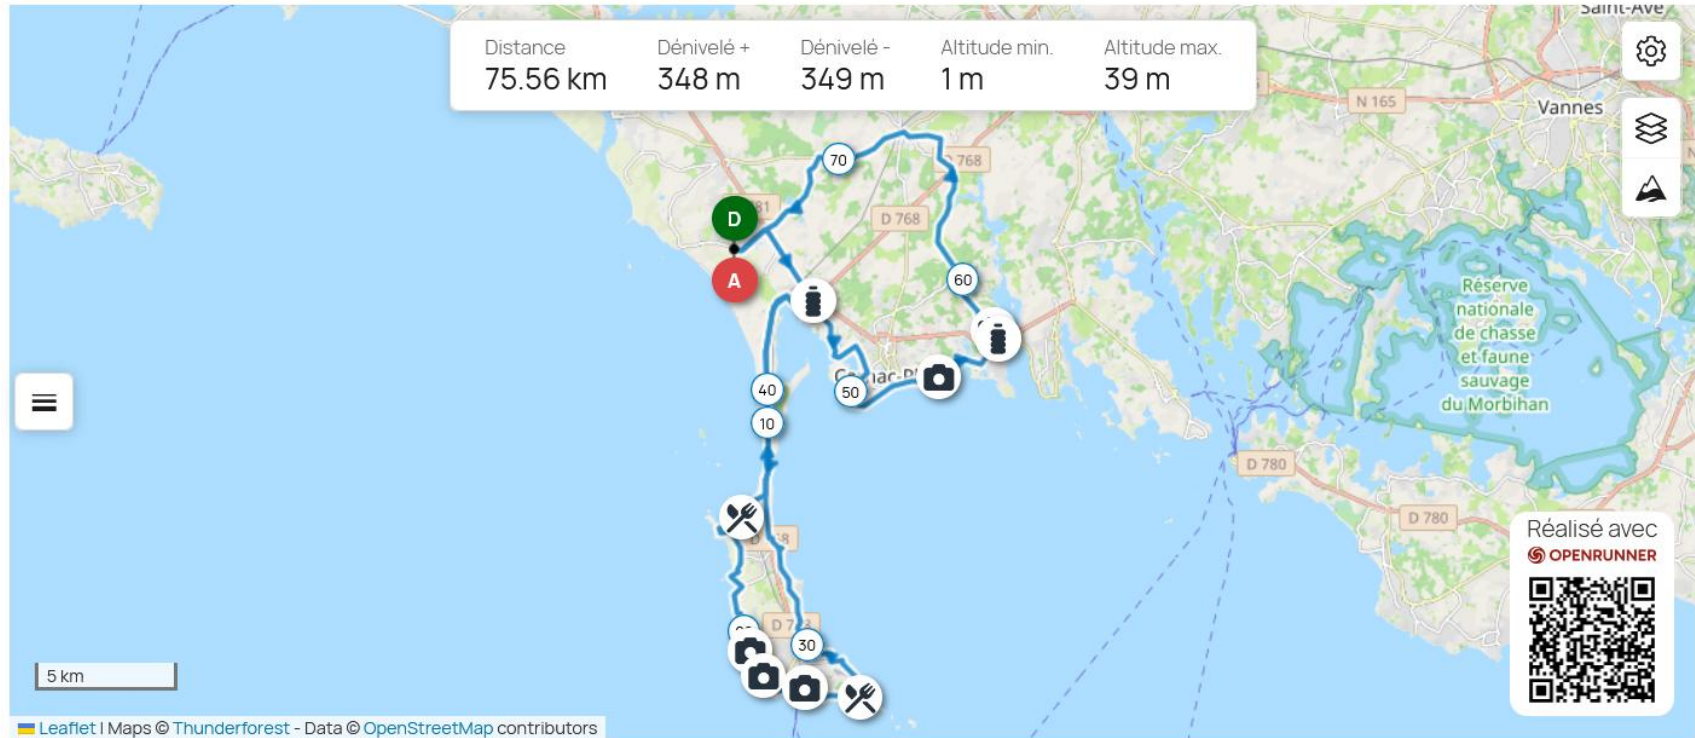 Saint-Avé
Distance
75.56 km
Dénivelé +
348 m
Dénivelé -
349 m
Altitude min.
1 m
Altitude max.
39 m
N 165
Vannes
70
768
D
81
D 768
A
60
Réserve
nationale
de chasse
et faune
sauvage
du Morbihan
40
50
10
D 780
D 780
30
5 km
Réalisé avec
OPENRUNNER
Leaflet | Maps © Thunderforest - Data © OpenStreetMap contributors